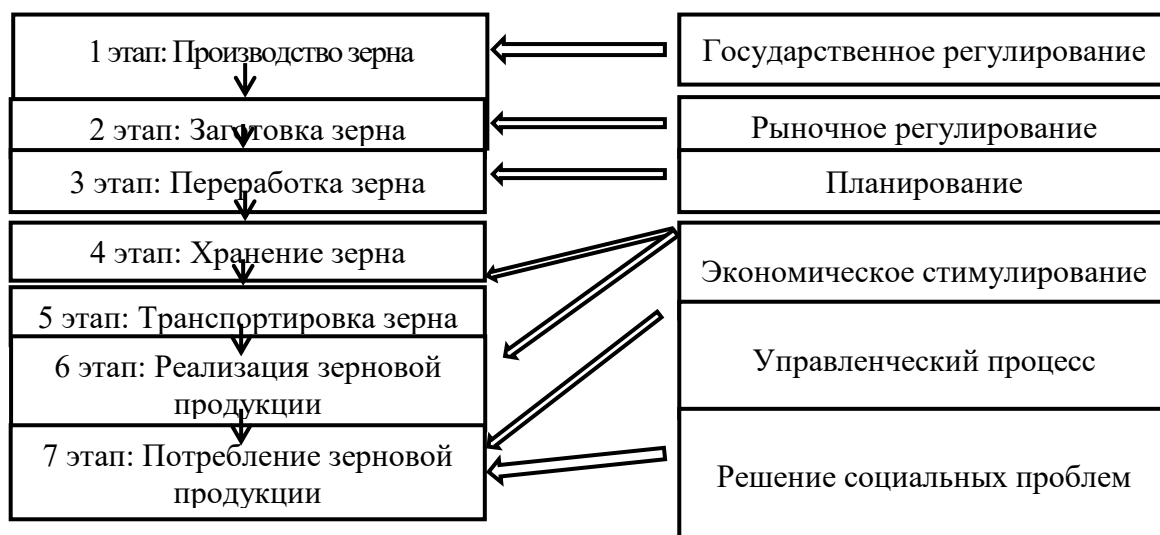 1 этап: Производство зерна
2 этап: Заготовка зерна
3 этап: Переработка зерна
4 этап: Хранение зерна
5 этап: Транспортировка зерна
6 этап: Реализация зерновой
продукции
7 этап: Потребление зерновой
продукции
Государственное регулирование
Рыночное регулирование
Планирование
Экономическое стимулирование
Управленческий процесс
Решение социальных проблем